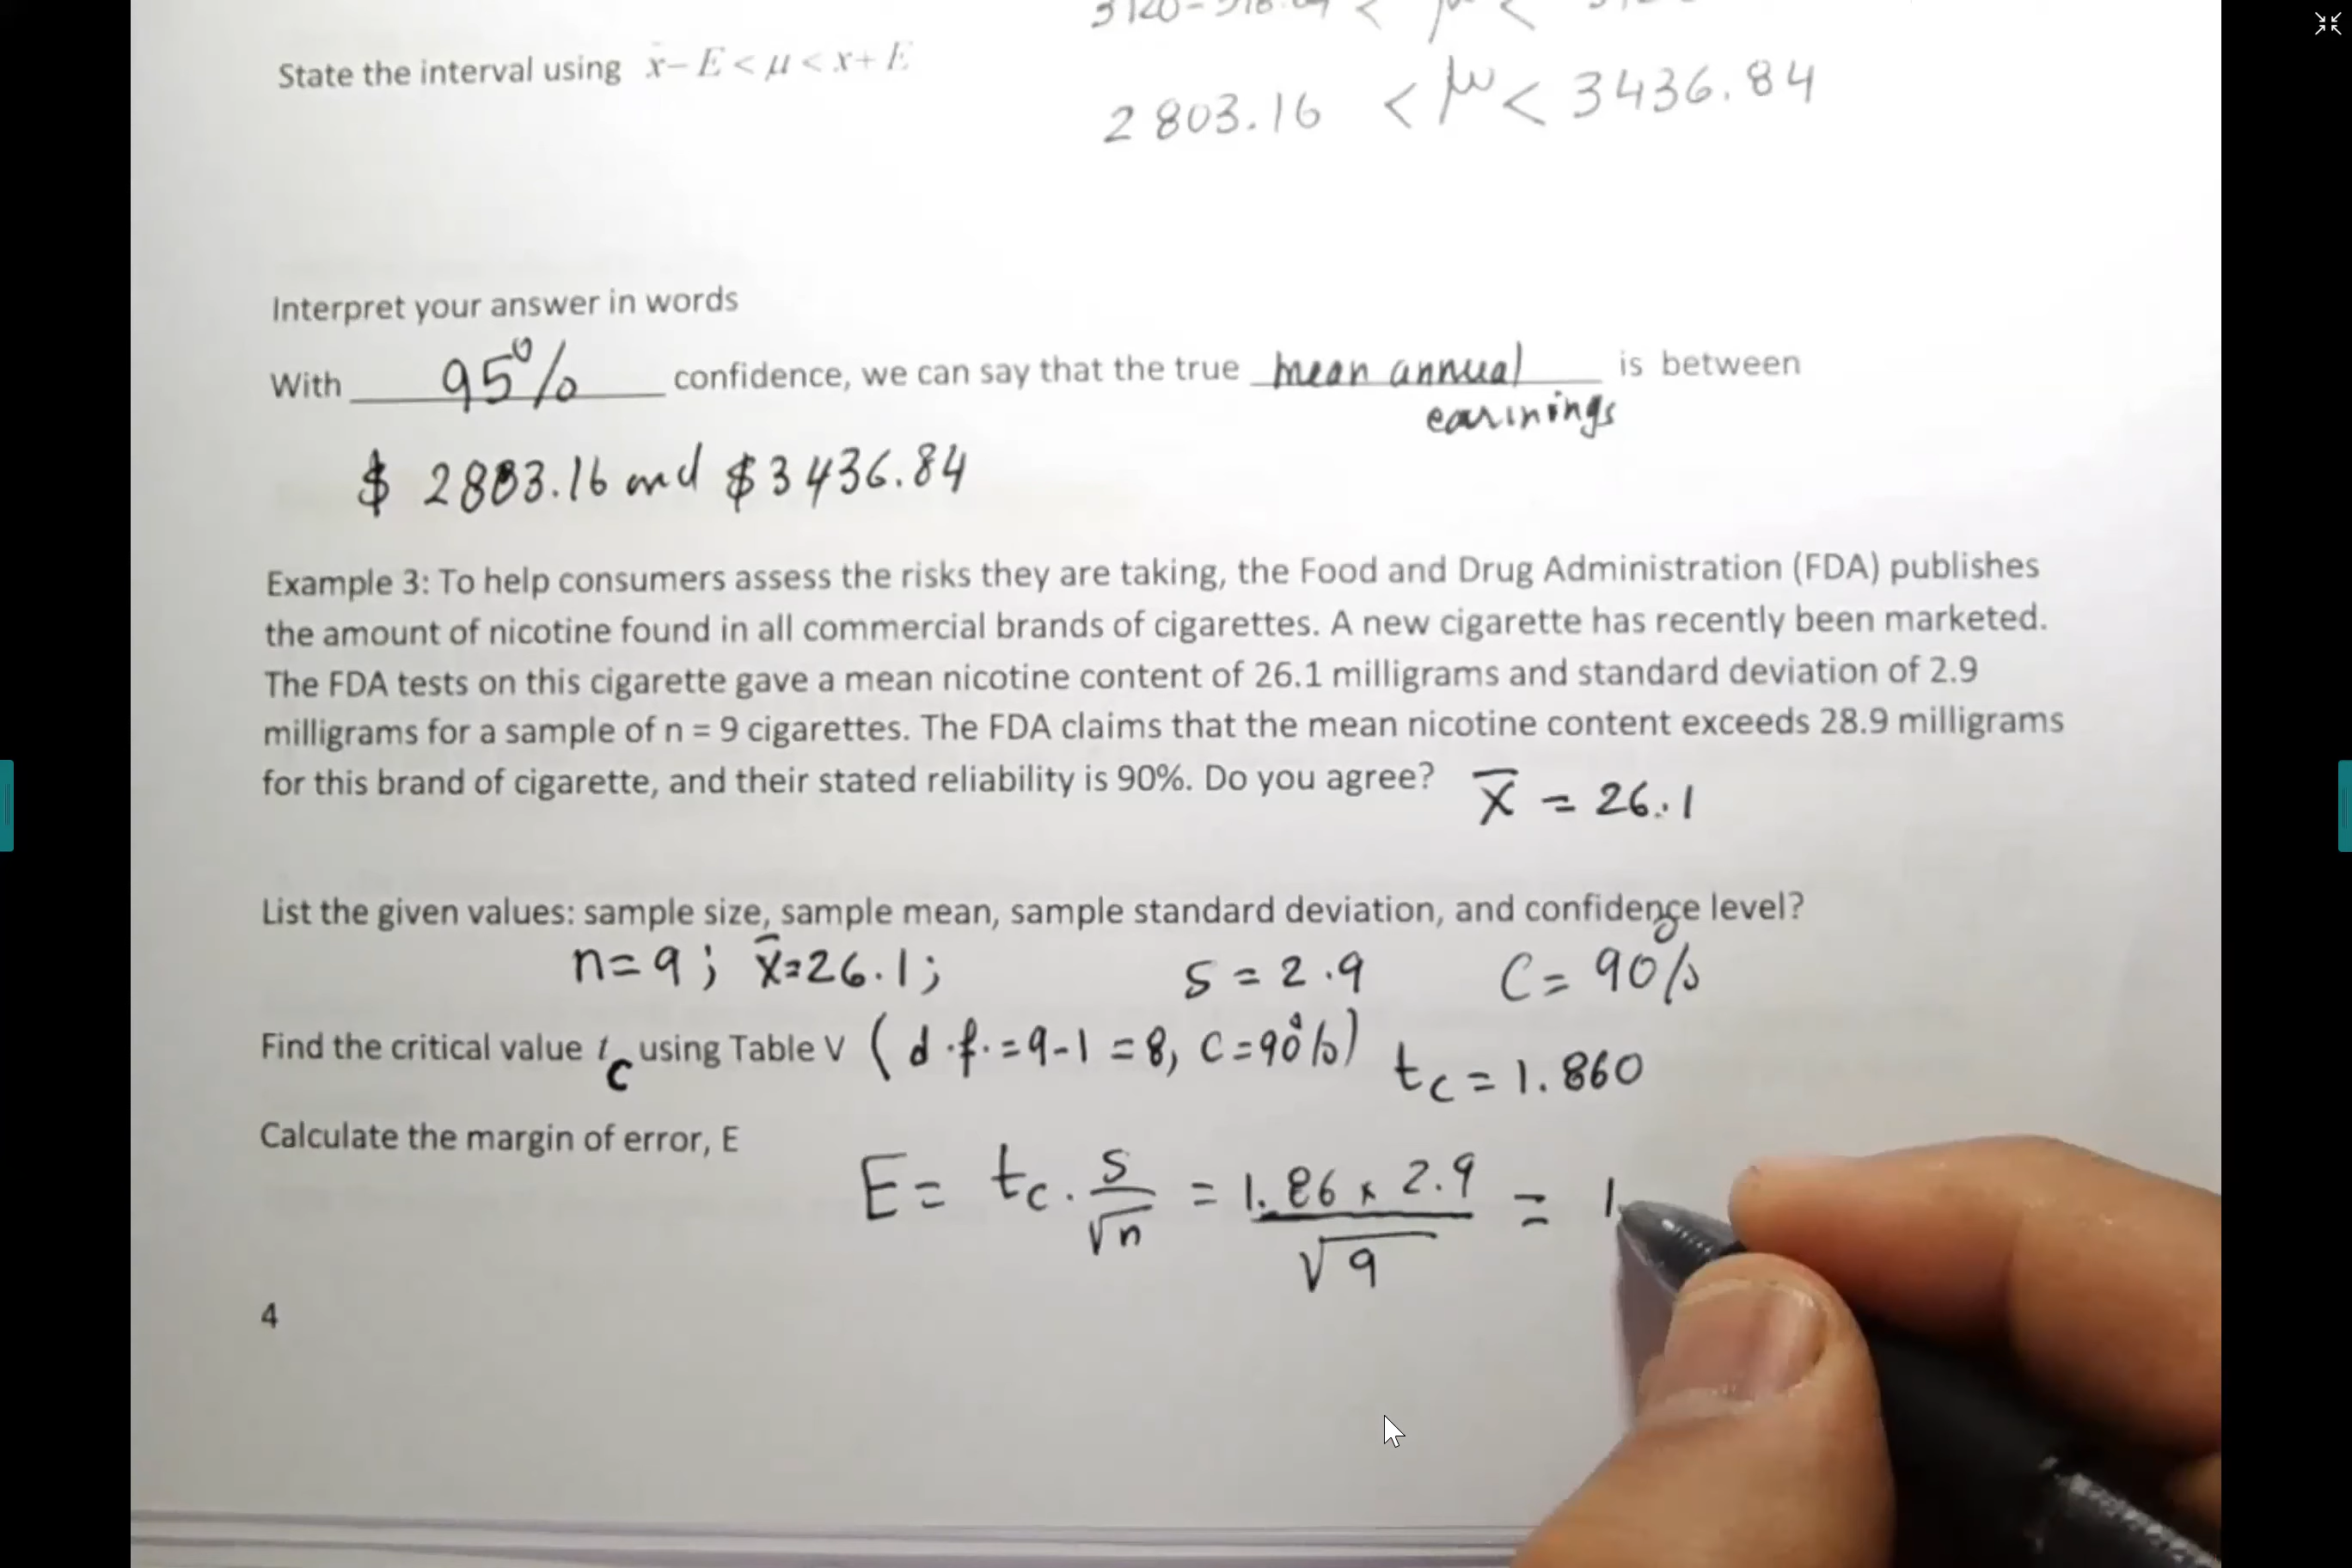 State the interval using x̄ − E < μ < x + E
2803.16 < μ < 3436.84
Interpret your answer in words
With 95% confidence, we can say that the true mean annual is between
earinings
$ 2803.16 and $3436.84
Example 3: To help consumers assess the risks they are taking, the Food and Drug Administration (FDA) publishes
the amount of nicotine found in all commercial brands of cigarettes. A new cigarette has recently been marketed.
The FDA tests on this cigarette gave a mean nicotine content of 26.1 milligrams and standard deviation of 2.9
milligrams for a sample of n = 9 cigarettes. The FDA claims that the mean nicotine content exceeds 28.9 milligrams
for this brand of cigarette, and their stated reliability is 90%. Do you agree? x̄ = 26.1
List the given values: sample size, sample mean, sample standard deviation, and confidence level?
n=9; x̄=26.1; s = 2.9 C = 90%
Find the critical value t_c using Table V (d.f.=9-1=8, C=90%) t_c = 1.860
Calculate the margin of error, E
E = t_c . s/√n = 1.86 x 2.9/√9 = 1.
4